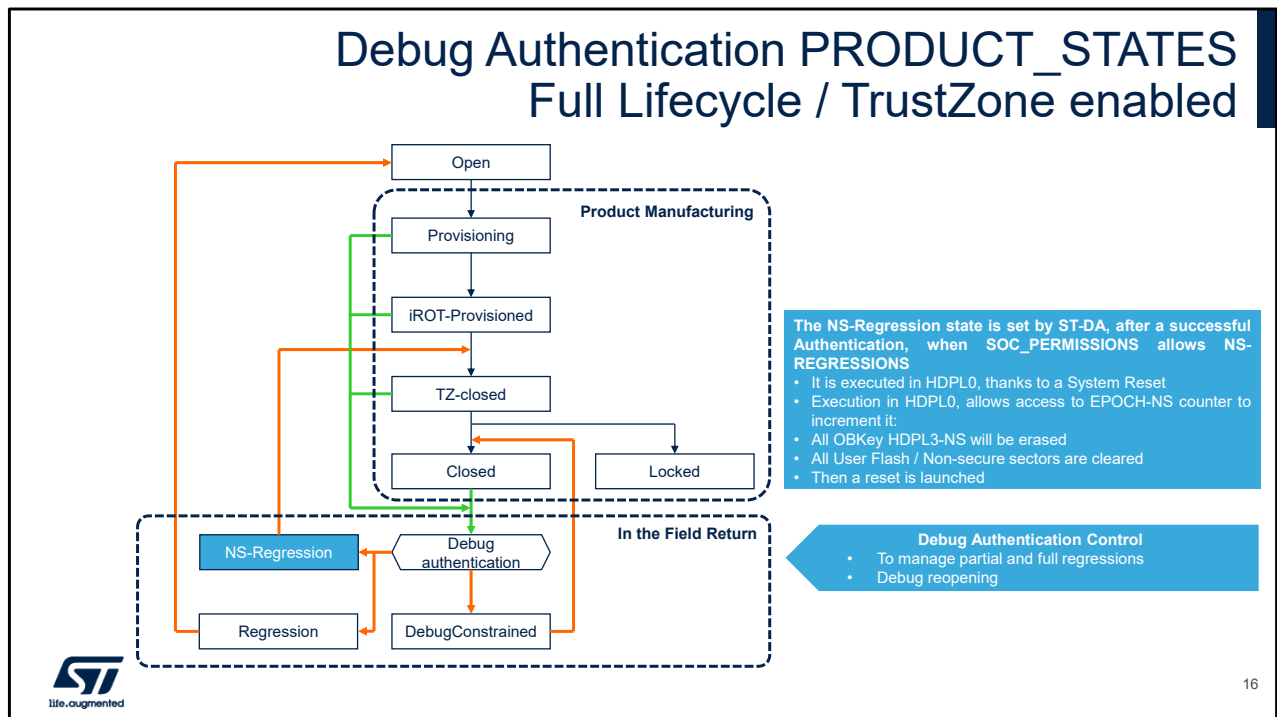 Debug Authentication PRODUCT_STATES
Full Lifecycle / TrustZone enabled
Open
Product Manufacturing
Provisioning
iROT-Provisioned
TZ-closed
Closed
Locked
The NS-Regression state is set by ST-DA, after a successful
Authentication, when SOC_PERMISSIONS allows NS-
REGRESSIONS
• It is executed in HDPL0, thanks to a System Reset
• Execution in HDPL0, allows access to EPOCH-NS counter to
increment it:
• All OBKey HDPL3-NS will be erased
• All User Flash / Non-secure sectors are cleared
• Then a reset is launched
In the Field Return
NS-Regression
Debug
authentication
Regression
DebugConstrained
Debug Authentication Control
• To manage partial and full regressions
• Debug reopening
ST
life.augmented
16